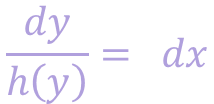 dy/h(y) = dx